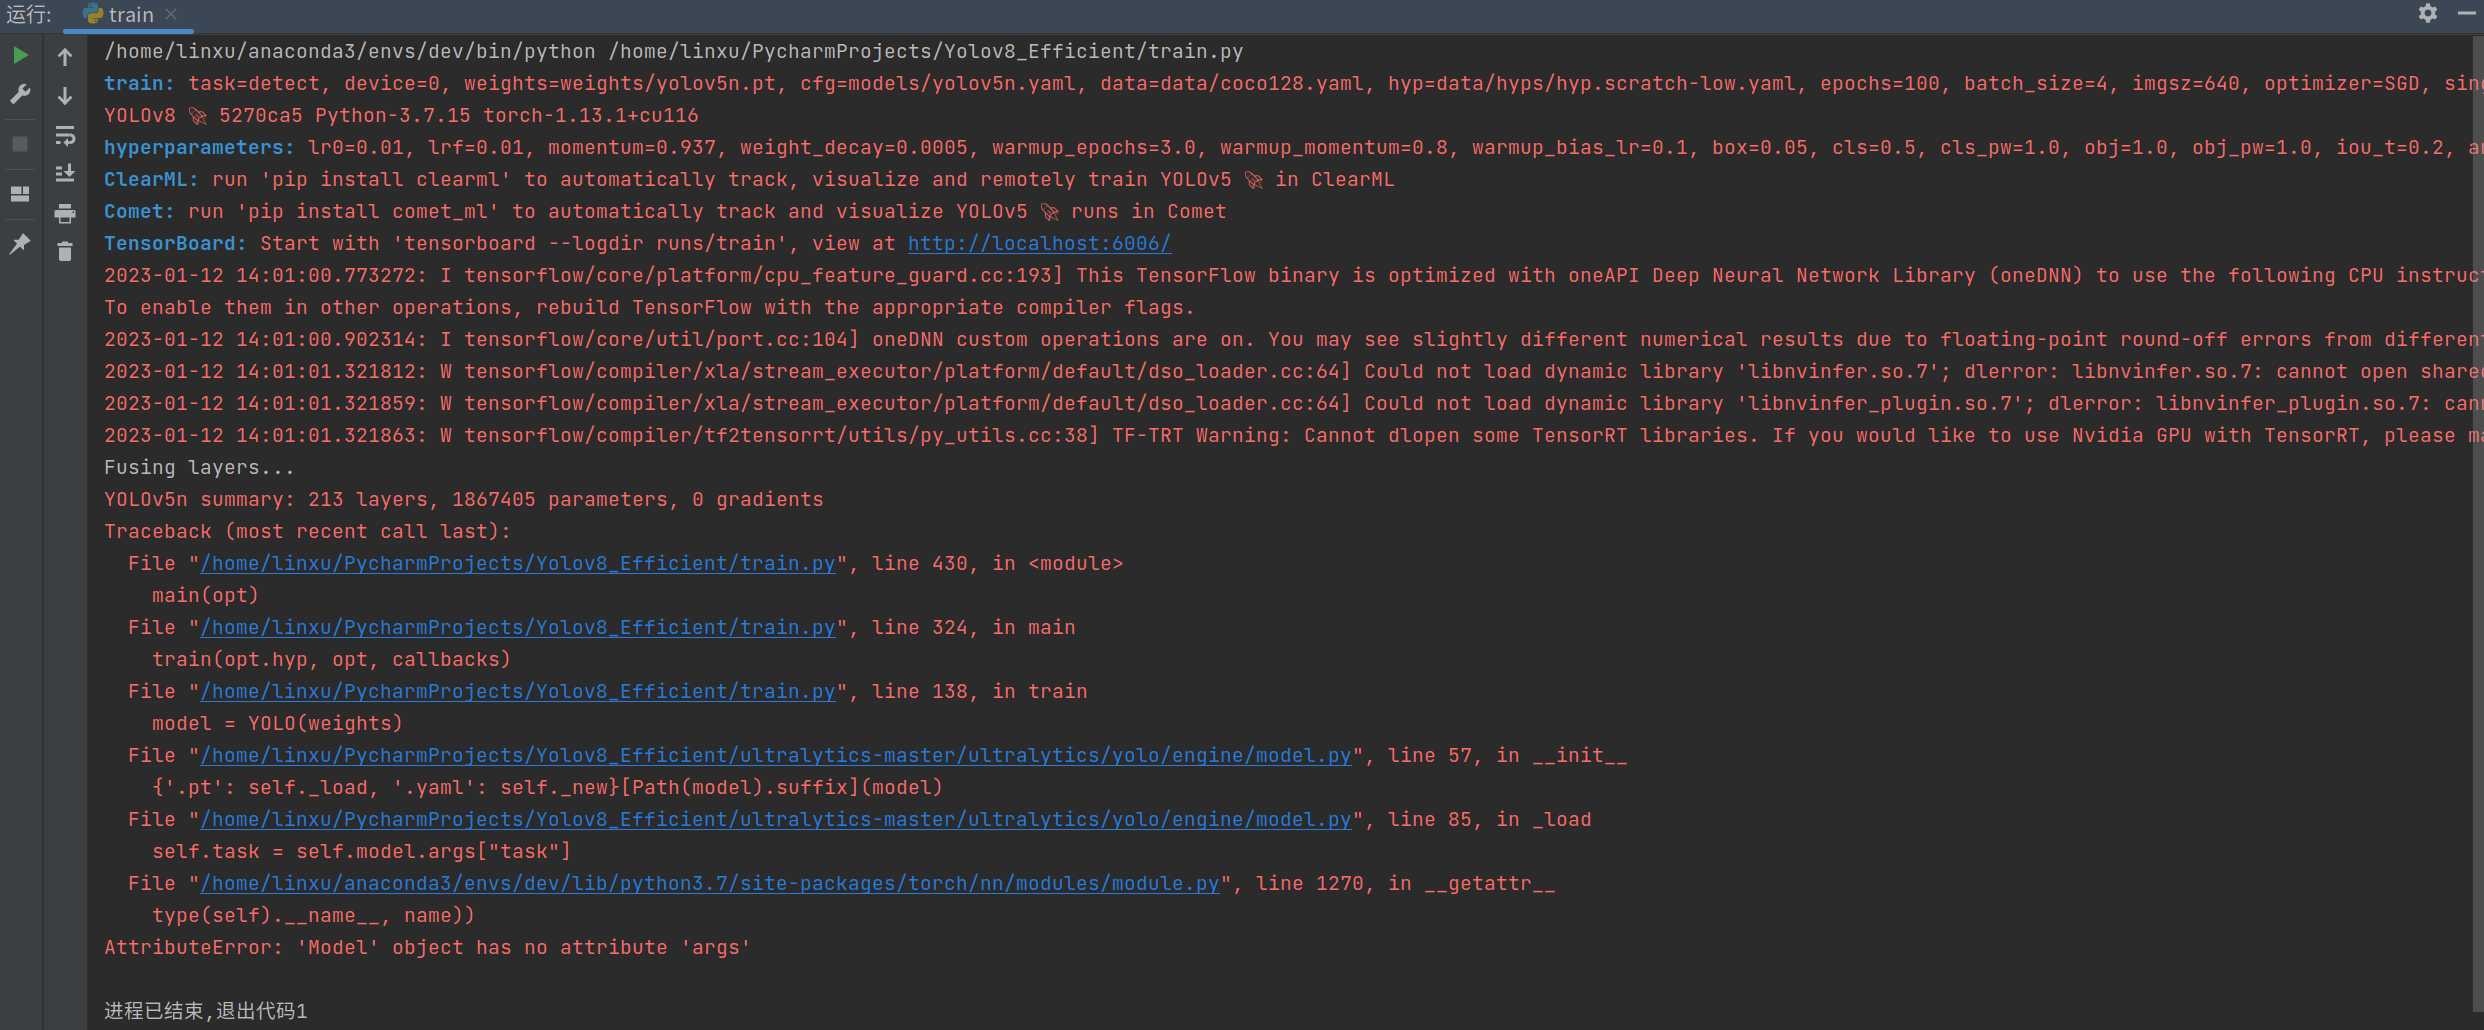 运行: train
/home/linxu/anaconda3/envs/dev/bin/python /home/linxu/PycharmProjects/Yolov8_Efficient/train.py
train: task=detect, device=0, weights=weights/yolov5n.pt, cfg=models/yolov5n.yaml, data=data/coco128.yaml, hyp=data/hyps/hyp.scratch-low.yaml, epochs=100, batch_size=4, imgsz=640, optimizer=SGD,
YOLOv8 🚀 5270ca5 Python-3.7.15 torch-1.13.1+cu116
hyperparameters: lr0=0.01, lrf=0.01, momentum=0.937, weight_decay=0.0005, warmup_epochs=3.0, warmup_momentum=0.8, warmup_bias_lr=0.1, box=0.05, cls=0.5, cls_pw=1.0, obj=1.0, obj_pw=1.0, iou_t=0.2,
ClearML: run 'pip install clearml' to automatically track, visualize and remotely train YOLOv5 🚀 in ClearML
Comet: run 'pip install comet_ml' to automatically track and visualize YOLOv5 🚀 runs in Comet
TensorBoard: Start with 'tensorboard --logdir runs/train', view at http://localhost:6006/
2023-01-12 14:01:00.773272: I tensorflow/core/platform/cpu_feature_guard.cc:193] This TensorFlow binary is optimized with oneAPI Deep Neural Network Library (oneDNN) to use the following CPU instruc
To enable them in other operations, rebuild TensorFlow with the appropriate compiler flags.
2023-01-12 14:01:00.902314: I tensorflow/core/util/port.cc:104] oneDNN custom operations are on. You may see slightly different numerical results due to floating-point round-off errors from differen
2023-01-12 14:01:01.321812: W tensorflow/compiler/xla/stream_executor/platform/default/dso_loader.cc:64] Could not load dynamic library 'libnvinfer.so.7'; dlerror: libnvinfer.so.7: cannot open share
2023-01-12 14:01:01.321859: W tensorflow/compiler/xla/stream_executor/platform/default/dso_loader.cc:64] Could not load dynamic library 'libnvinfer_plugin.so.7'; dlerror: libnvinfer_plugin.so.7: can
2023-01-12 14:01:01.321863: W tensorflow/compiler/tf2tensorrt/utils/py_utils.cc:38] TF-TRT Warning: Cannot dlopen some TensorRT libraries. If you would like to use Nvidia GPU with TensorRT, please m
Fusing layers...
YOLOv5n summary: 213 layers, 1867405 parameters, 0 gradients
Traceback (most recent call last):
  File "/home/linxu/PycharmProjects/Yolov8_Efficient/train.py", line 430, in <module>
    main(opt)
  File "/home/linxu/PycharmProjects/Yolov8_Efficient/train.py", line 324, in main
    train(opt.hyp, opt, callbacks)
  File "/home/linxu/PycharmProjects/Yolov8_Efficient/train.py", line 138, in train
    model = YOLO(weights)
  File "/home/linxu/PycharmProjects/Yolov8_Efficient/ultralytics-master/ultralytics/yolo/engine/model.py", line 57, in __init__
    {'.pt': self._load, '.yaml': self._new}[Path(model).suffix](model)
  File "/home/linxu/PycharmProjects/Yolov8_Efficient/ultralytics-master/ultralytics/yolo/engine/model.py", line 85, in _load
    self.task = self.model.args["task"]
  File "/home/linxu/anaconda3/envs/dev/lib/python3.7/site-packages/torch/nn/modules/module.py", line 1270, in __getattr__
    type(self).__name__, name))
AttributeError: 'Model' object has no attribute 'args'
进程已结束,退出代码1